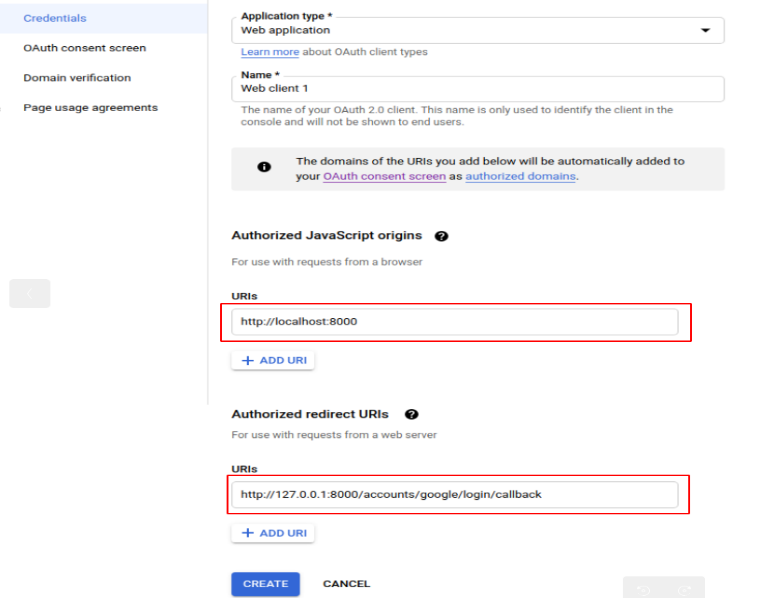 Credentials
OAuth consent screen
Domain verification
Page usage agreements
Application type *
Web application
Learn more about OAuth client types
Name *
Web client 1
The name of your OAuth 2.0 client. This name is only used to identify the client in the
console and will not be shown to end users.
The domains of the URIs you add below will be automatically added to
your OAuth consent screen as authorized domains.
Authorized JavaScript origins
For use with requests from a browser
URIs
http://localhost:8000
+ ADD URI
Authorized redirect URIs
For use with requests from a web server
URIs
http://127.0.0.1:8000/accounts/google/login/callback
+ ADD URI
CREATE CANCEL